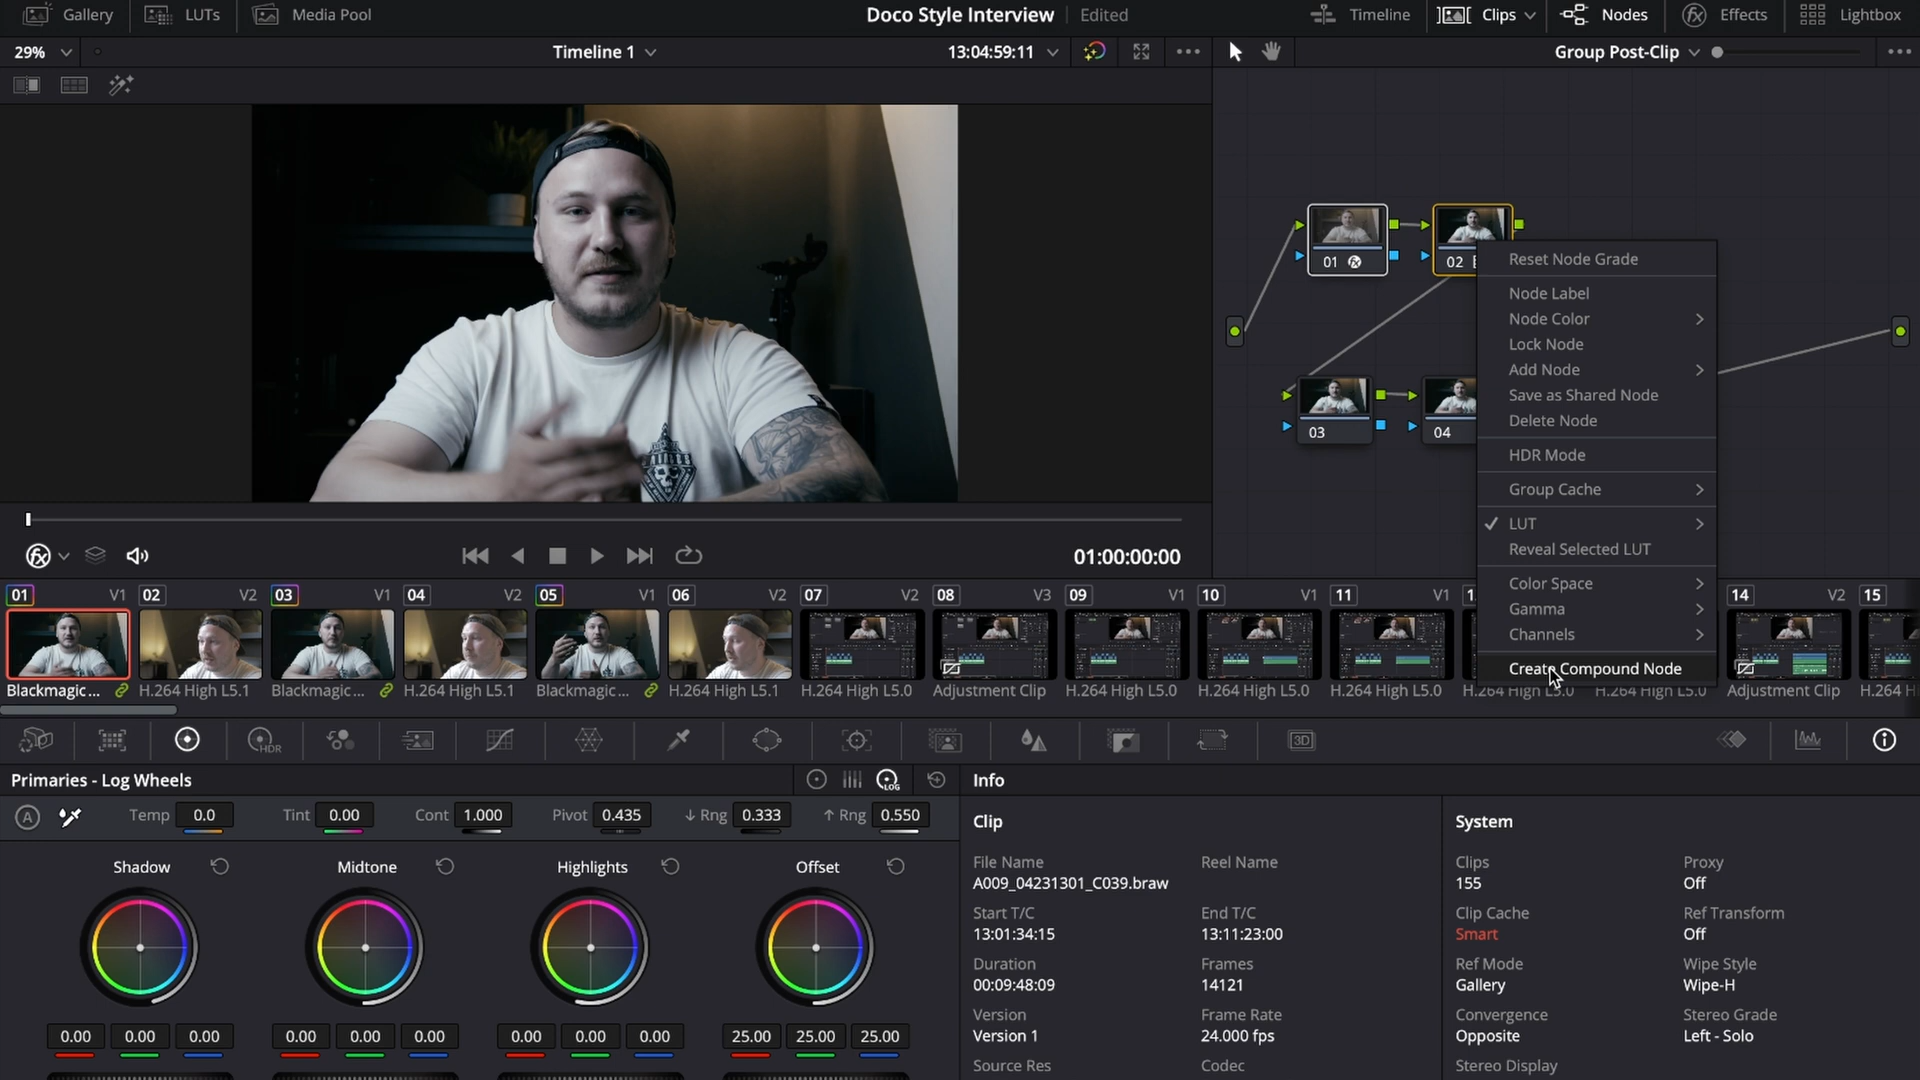 Gallery LUTs Media Pool Doco Style Interview Edited Timeline Clips Nodes Effects Lightbox
29% Timeline 1 13:04:59:11 Group Post-Clip
01 02
Reset Node Grade
Node Label
Node Color
Lock Node
Add Node
Save as Shared Node
Delete Node
03 04
HDR Mode
Group Cache
LUT
Reveal Selected LUT
01:00:00:00
Color Space
Gamma
Channels
Create Compound Node
01 V1 02 V2 03 V1 04 V2 05 V1 06 V2 07 V2 08 V3 09 V1 10 V1 11 V1 14 V2 15
Blackmagic... H.264 High L5.1 Blackmagic... H.264 High L5.1 Blackmagic... H.264 High L5.1 H.264 High L5.0 Adjustment Clip H.264 High L5.0 H.264 High L5.0 H.264 High L5.0 H.264 High L5.0 H.264 High L5.0 Adjustment Clip H.264 H
HDR 3D
Primaries - Log Wheels LOG Info
A Temp 0.0 Tint 0.00 Cont 1.000 Pivot 0.435 ↓ Rng 0.333 ↑ Rng 0.550
Clip System
Shadow Midtone Highlights Offset
File Name Reel Name Clips Proxy
A009_04231301_C039.braw 155 Off
Start T/C End T/C Clip Cache Ref Transform
13:01:34:15 13:11:23:00 Smart Off
Duration Frames Ref Mode Wipe Style
00:09:48:09 14121 Gallery Wipe-H
Version Frame Rate Convergence Stereo Grade
Version 1 24.000 fps Opposite Left - Solo
0.00 0.00 0.00 0.00 0.00 0.00 0.00 0.00 0.00 25.00 25.00 25.00
Source Res Codec Stereo Display